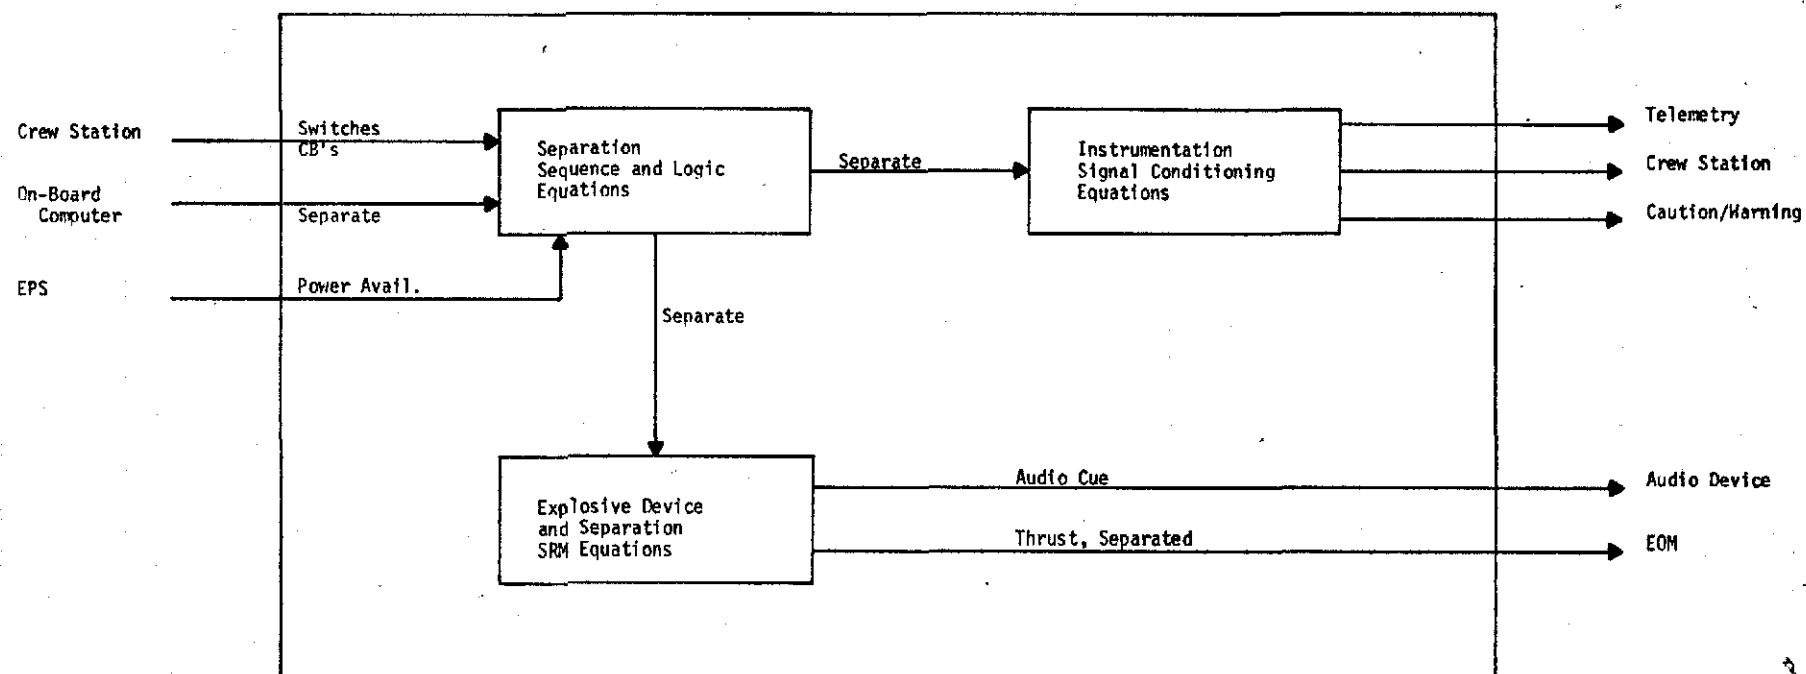 Crew Station
On-Board
Computer
EPS
Switches
CB's
Separate
Power Avail.
Separation
Sequence and Logic
Equations
Separate
Separate
Instrumentation
Signal Conditioning
Equations
Telemetry
Crew Station
Caution/Warning
Explosive Device
and Separation
SRM Equations
Audio Cue
Thrust, Separated
Audio Device
EOM